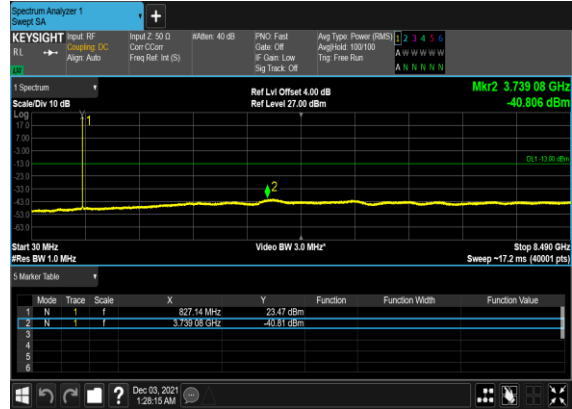 Spectrum Analyzer 1
Swept SA
+
KEYSIGHT Input: RF Input Z: 50 Ω #Atten: 40 dB PNO: Fast Avg Type: Power (RMS) 1 2 3 4 5 6
RL Coupling: DC Corr CCorr Gate: Off Avg|Hold: 100/100 A W W W W W
Align: Auto Freq Ref: Int (S) IF Gain: Low Trig: Free Run
Sig Track: Off A N N N N N
1 Spectrum Ref Lvl Offset 4.00 dB Mkr2 3.739 08 GHz
Scale/Div 10 dB Ref Level 27.00 dBm -40.806 dBm
Log
17.0
1
7.00
-3.00
-13.0 DL1 -13.00 dBm
-23.0
-33.0
2
-43.0
-53.0
-63.0
Start 30 MHz Video BW 3.0 MHz* Stop 8.490 GHz
#Res BW 1.0 MHz Sweep ~17.2 ms (40001 pts)
5 Marker Table
Mode Trace Scale X Y Function Function Width Function Value
1 N 1 f 827.14 MHz 23.47 dBm
2 N 1 f 3.739 08 GHz -40.81 dBm
3
4
5
6
? Dec 03, 2021
1:28:15 AM